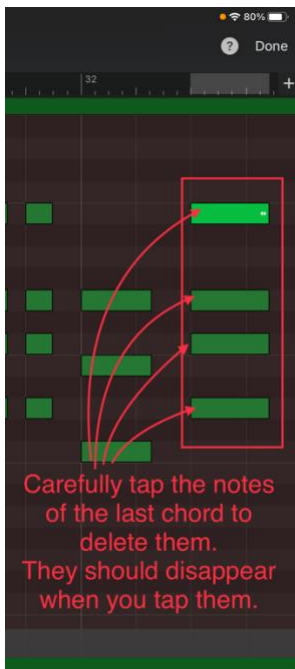 80%
? Done
32
+
Carefully tap the notes
of the last chord to
delete them.
They should disappear
when you tap them.